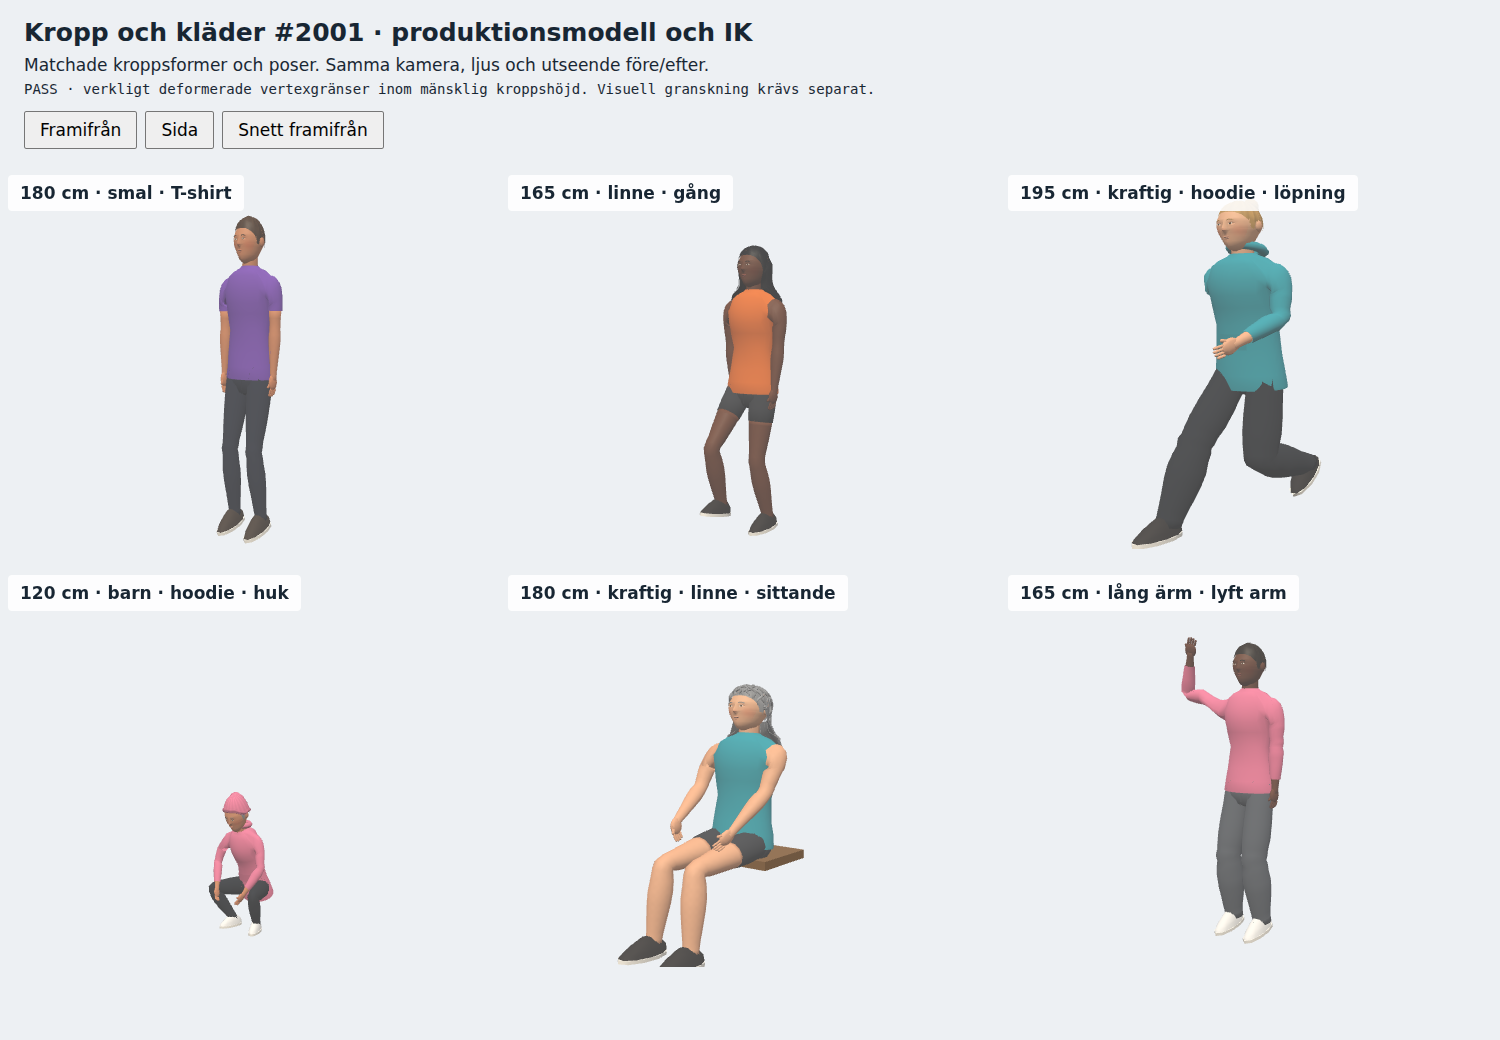 Kropp och kläder #2001 · produktionsmodell och IK
Matchade kroppsformer och poser. Samma kamera, ljus och utseende före/efter.
PASS · verkligt deformerade vertexgränser inom mänsklig kroppshöjd. Visuell granskning krävs separat.
Framifrån Sida Snett framifrån
180 cm · smal · T-shirt
165 cm · linne · gång
195 cm · kraftig · hoodie · löpning
120 cm · barn · hoodie · huk
180 cm · kraftig · linne · sittande
165 cm · lång ärm · lyft arm